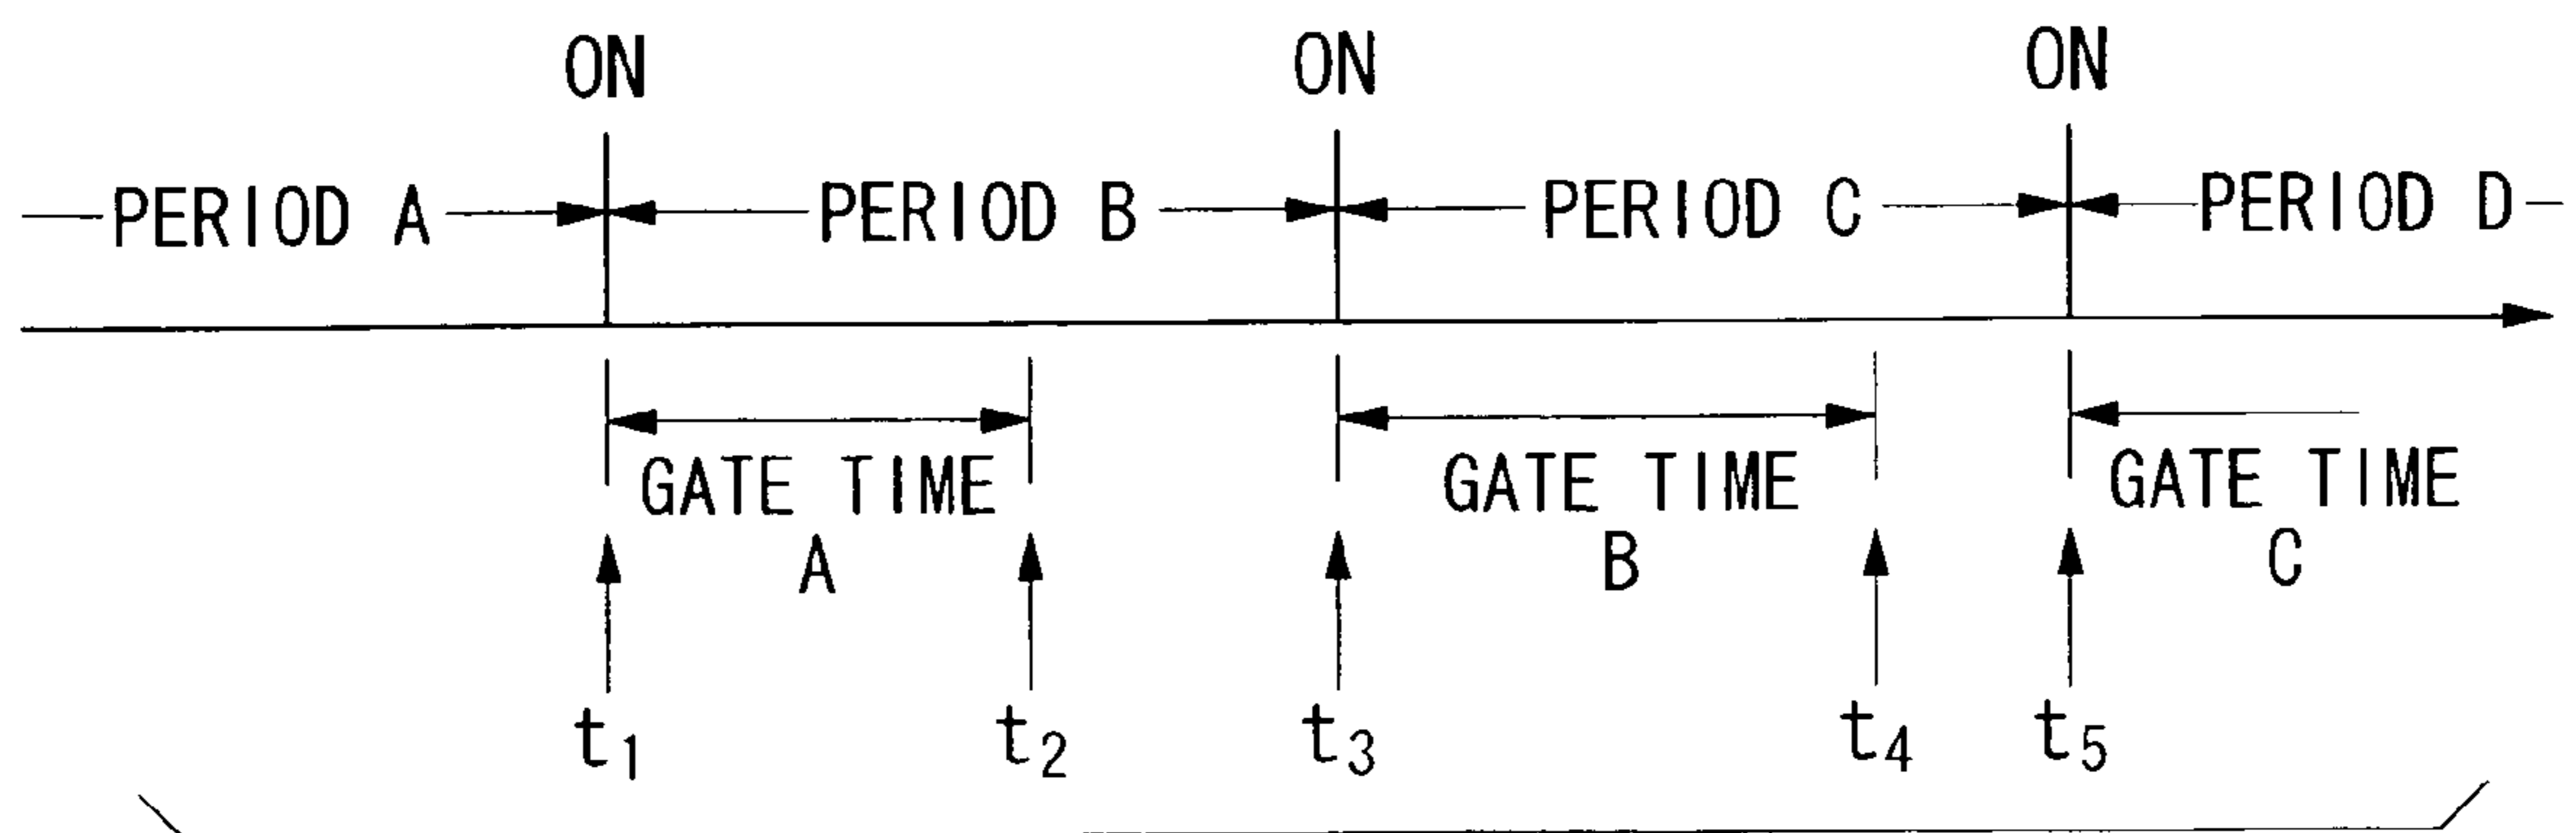 ON ON ON
PERIOD A PERIOD B PERIOD C PERIOD D
GATE TIME A GATE TIME B GATE TIME C
t1 t2 t3 t4 t5